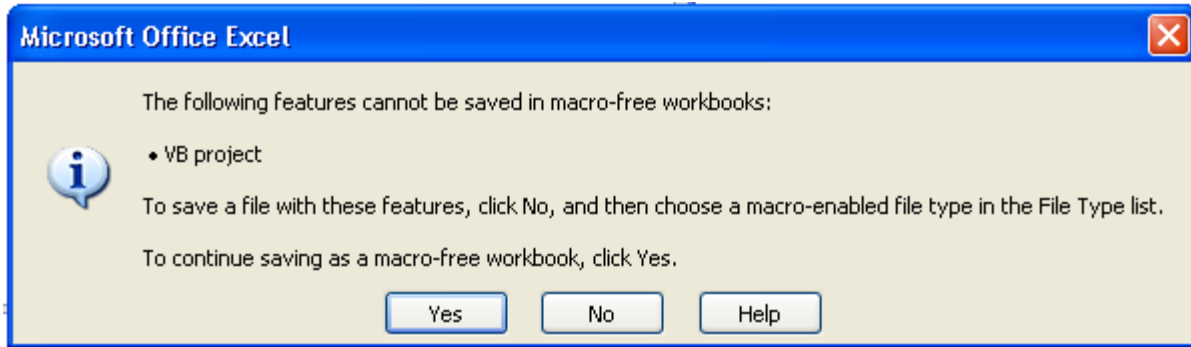 Microsoft Office Excel
The following features cannot be saved in macro-free workbooks:
• VB project
To save a file with these features, click No, and then choose a macro-enabled file type in the File Type list.
To continue saving as a macro-free workbook, click Yes.
Yes No Help